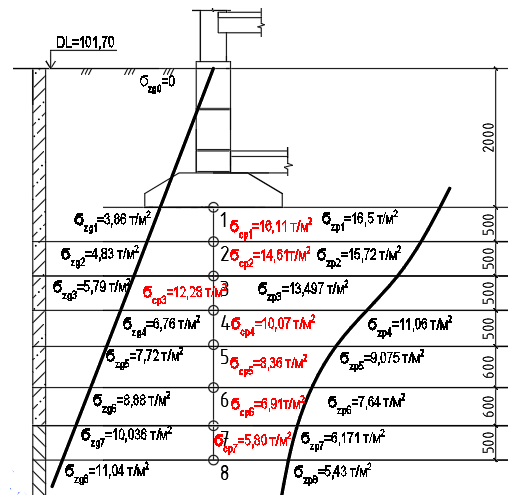 DL=101,70
σzg0=0
2000
σzg1=3,86 т/м²
1
σcp1=16,11 т/м²
σzp1=16,5 т/м²
500
σzg2=4,83 т/м²
2
σcp2=14,61 т/м²
σzp2=15,72 т/м²
500
σzg3=5,79 т/м²
σcp3=12,28 т/м²
3
σzp3=13,497 т/м²
500
σzg4=6,76 т/м²
4
σcp4=10,07 т/м²
σzp4=11,06 т/м²
500
σzg5=7,72 т/м²
5
σcp5=8,36 т/м²
σzp5=9,075 т/м²
600
σzg6=8,88 т/м²
6
σcp6=6,91 т/м²
σzp6=7,64 т/м²
600
σzg7=10,036 т/м²
7
σcp7=5,80 т/м²
σzp7=6,171 т/м²
500
σzg8=11,04 т/м²
8
σzp8=5,43 т/м²